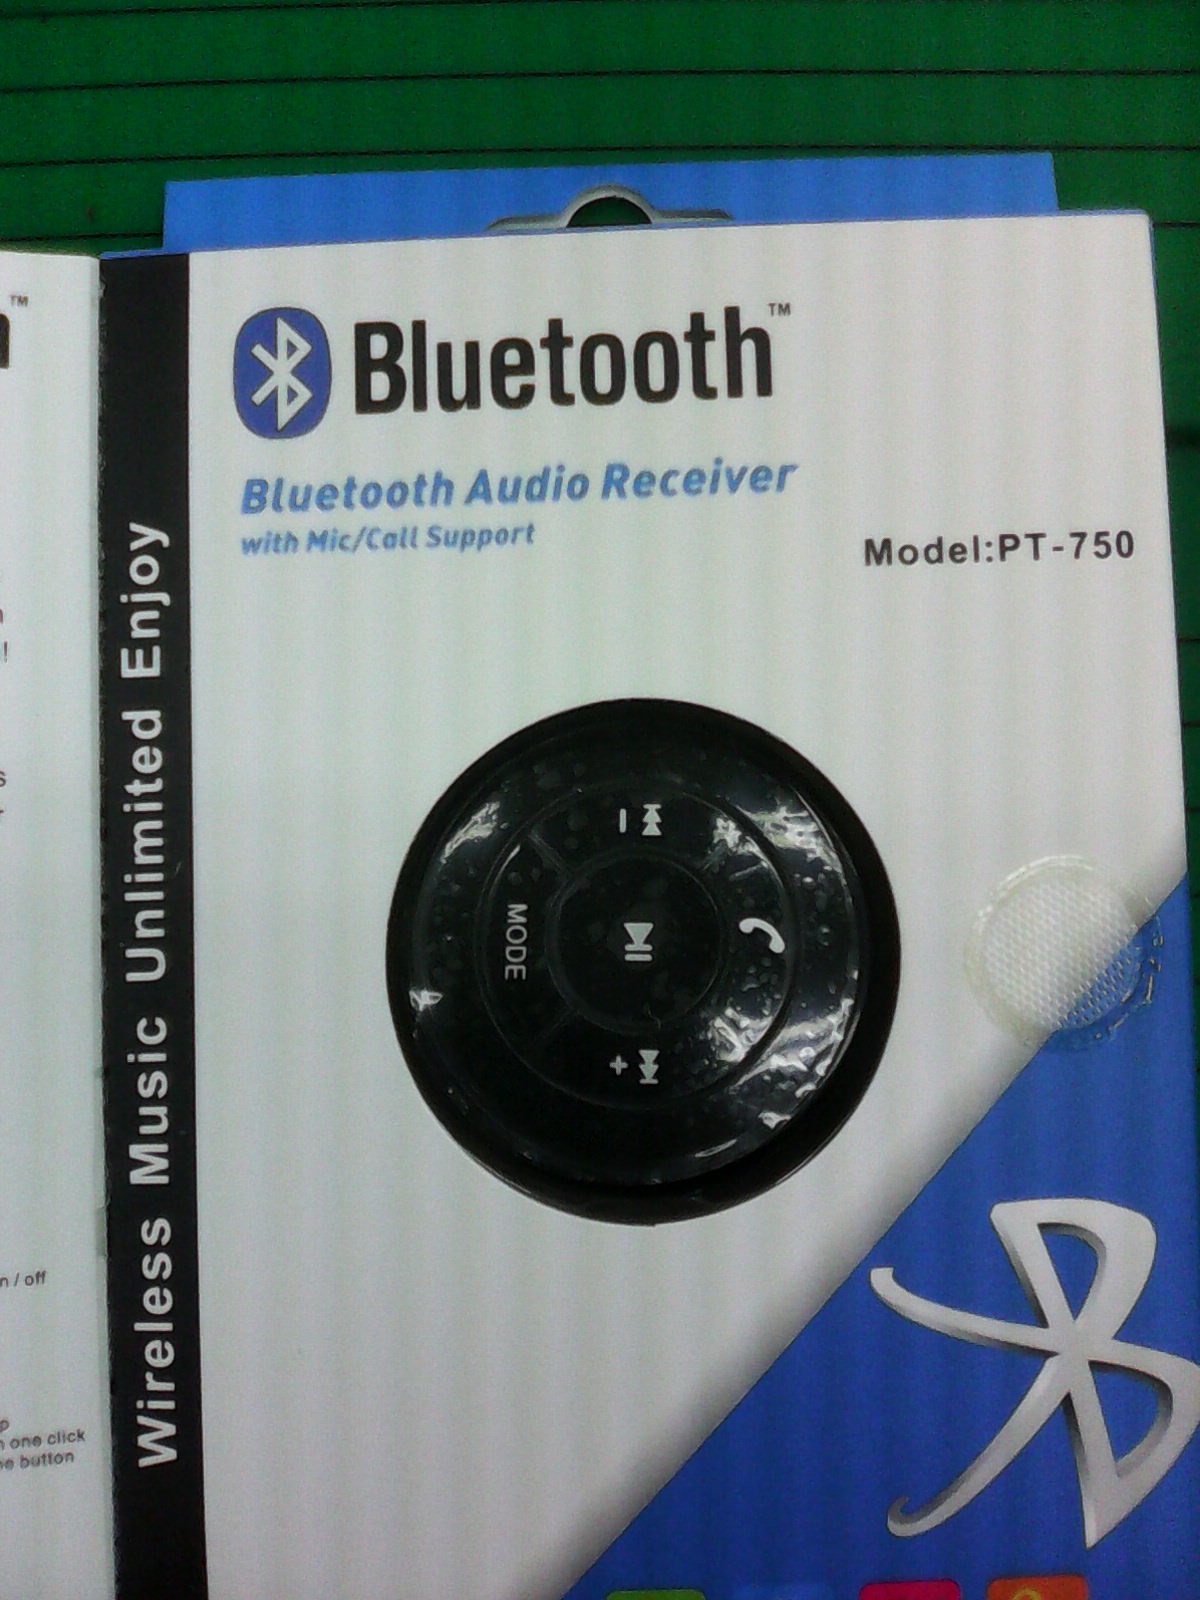 Bluetooth™
Bluetooth Audio Receiver
with Mic/Call Support
Model:PT-750
Wireless Music Unlimited Enjoy
MODE
TM
/ off
one click
button